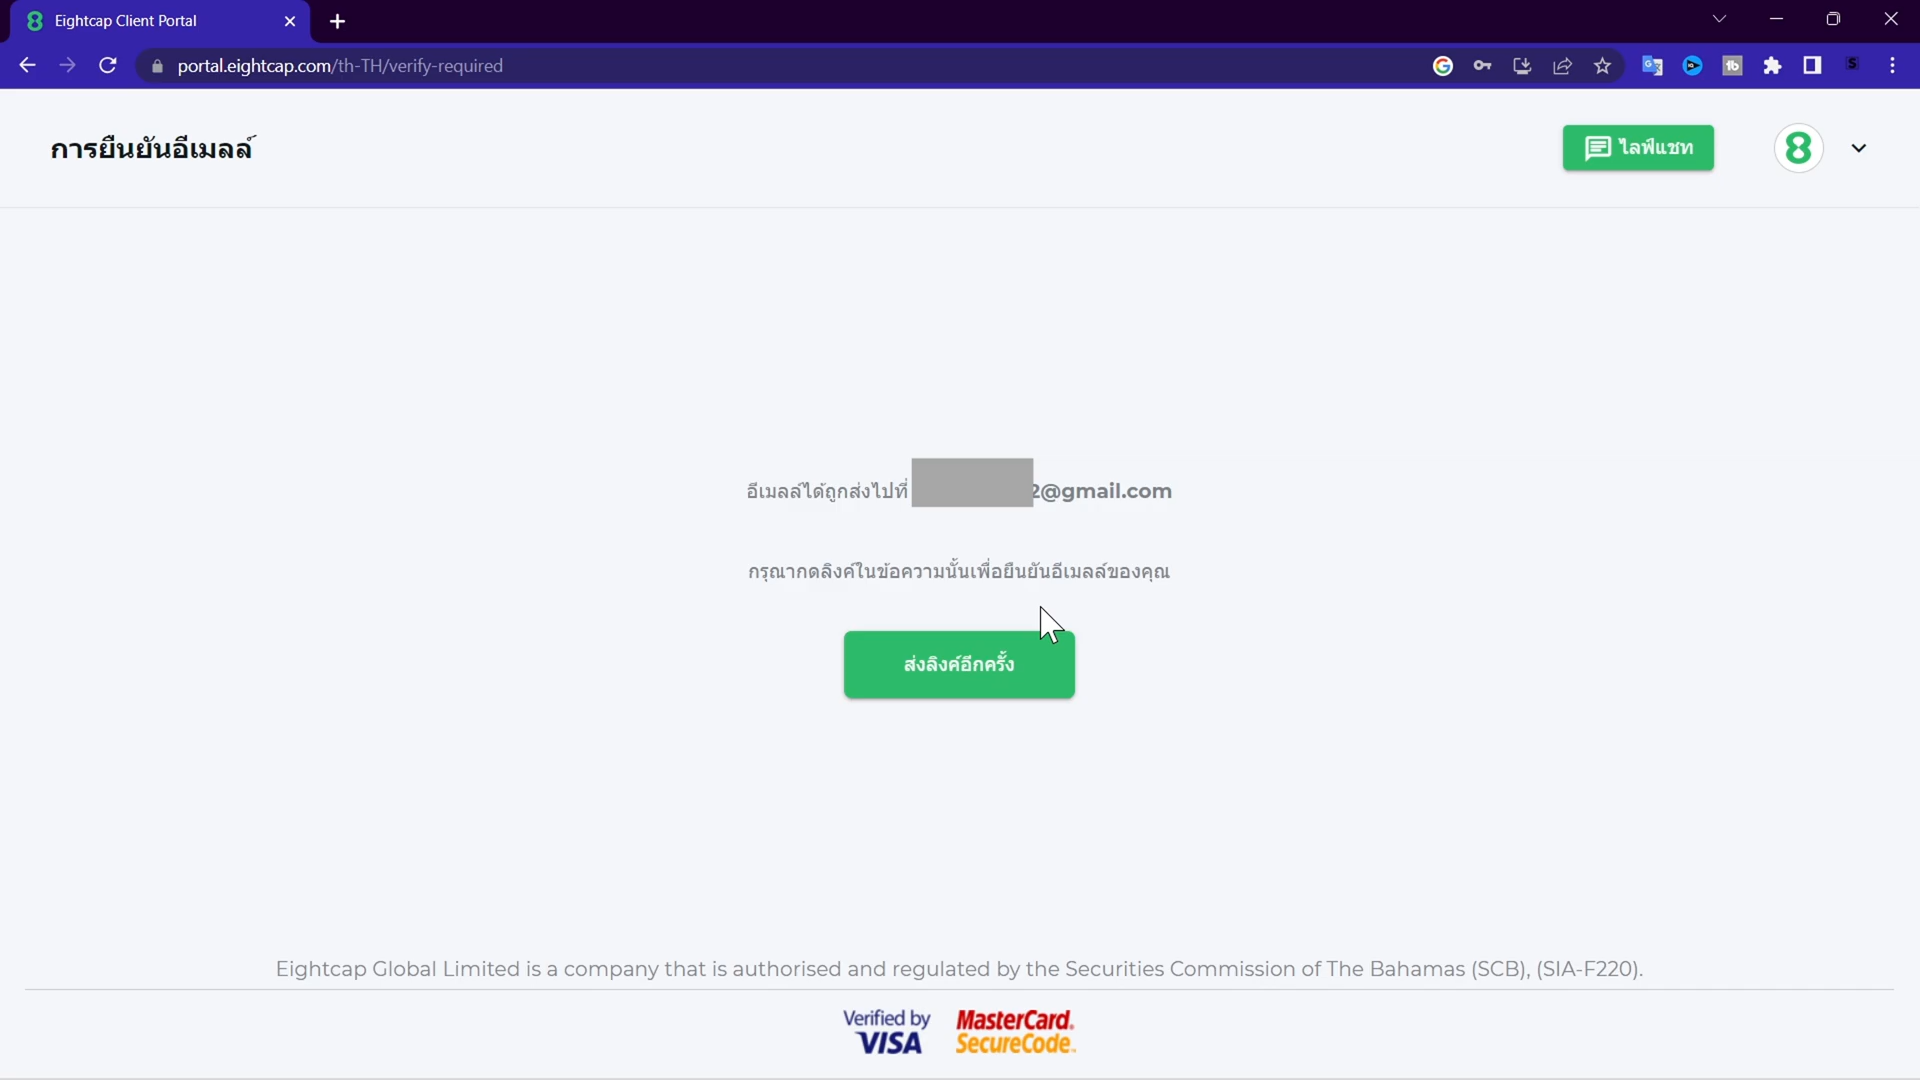 Eightcap Client Portal
portal.eightcap.com/th-TH/verify-required
การยืนยันอีเมลล์
ไลฟ์แชท
อีเมลล์ได้ถูกส่งไปที่ 2@gmail.com
กรุณากดลิงค์ในข้อความนั้นเพื่อยืนยันอีเมลล์ของคุณ
ส่งลิงค์อีกครั้ง
Eightcap Global Limited is a company that is authorised and regulated by the Securities Commission of The Bahamas (SCB), (SIA-F220).
Verified by
VISA
MasterCard.
SecureCode.